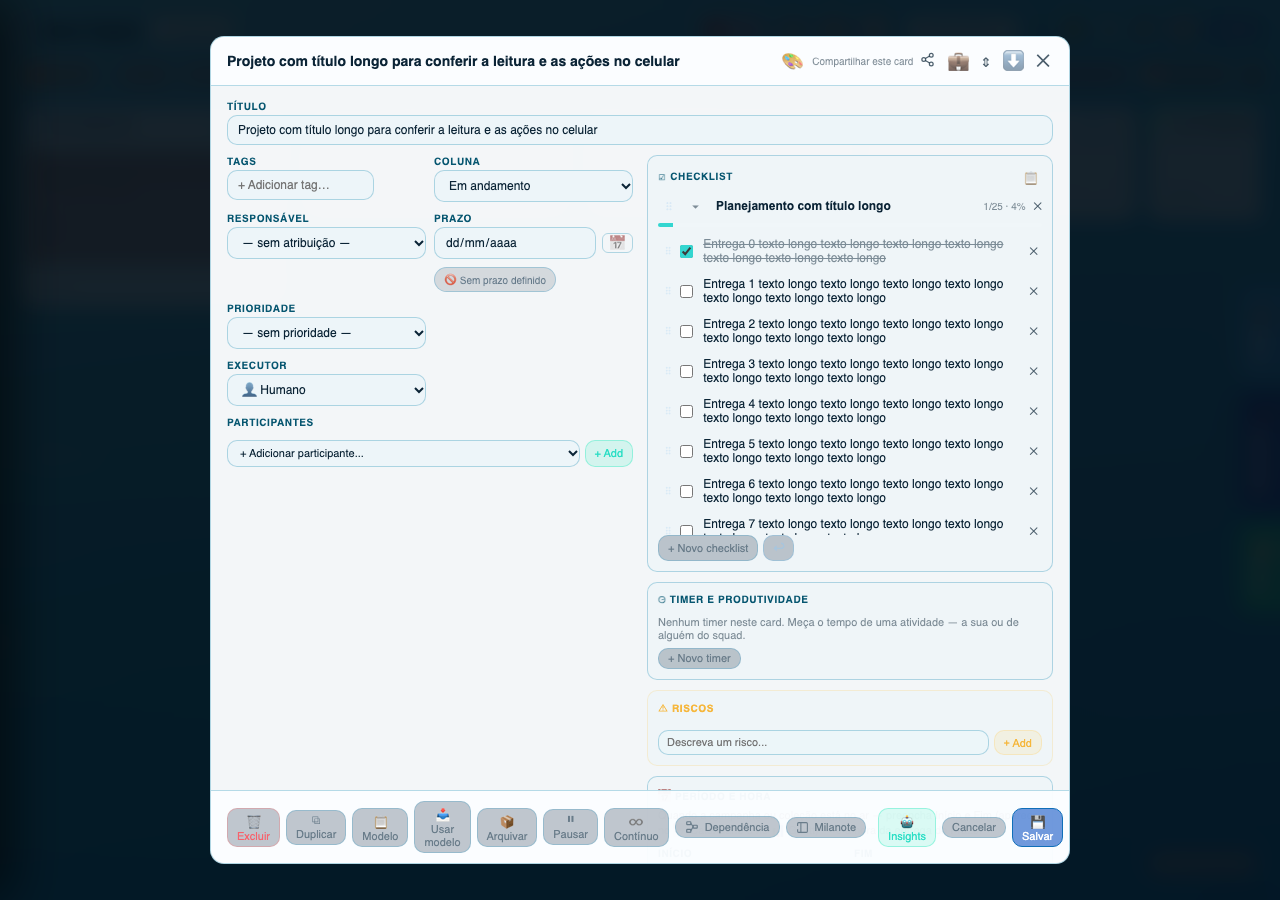 Projeto com título longo para conferir a leitura e as ações no celular
Compartilhar este card
TÍTULO
Projeto com título longo para conferir a leitura e as ações no celular
TAGS
+ Adicionar tag...
COLUNA
Em andamento
RESPONSÁVEL
— sem atribuição —
PRAZO
dd/mm/aaaa
Sem prazo definido
PRIORIDADE
— sem prioridade —
EXECUTOR
Humano
PARTICIPANTES
+ Adicionar participante...
+ Add
CHECKLIST
Planejamento com título longo
1/25 · 4%
Entrega 0 texto longo texto longo texto longo texto longo
texto longo texto longo texto longo
Entrega 1 texto longo texto longo texto longo texto longo
texto longo texto longo texto longo
Entrega 2 texto longo texto longo texto longo texto longo
texto longo texto longo texto longo
Entrega 3 texto longo texto longo texto longo texto longo
texto longo texto longo texto longo
Entrega 4 texto longo texto longo texto longo texto longo
texto longo texto longo texto longo
Entrega 5 texto longo texto longo texto longo texto longo
texto longo texto longo texto longo
Entrega 6 texto longo texto longo texto longo texto longo
texto longo texto longo texto longo
Entrega 7 texto longo texto longo texto longo texto longo
+ Novo checklist
TIMER E PRODUTIVIDADE
Nenhum timer neste card. Meça o tempo de uma atividade — a sua ou de
alguém do squad.
+ Novo timer
RISCOS
Descreva um risco...
+ Add
Excluir
Duplicar
Modelo
Usar
modelo
Arquivar
Pausar
Contínuo
Dependência
Milanote
Insights
Cancelar
Salvar